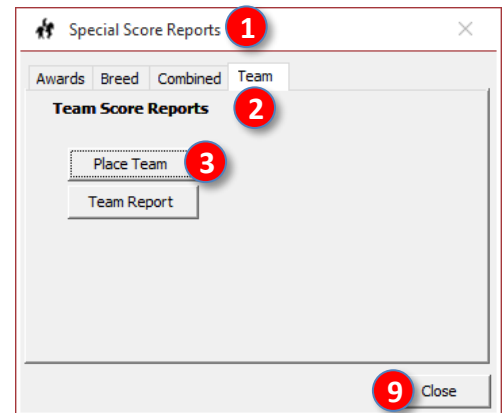 Special Score Reports 1
Awards Breed Combined Team
Team Score Reports 2
Place Team 3
Team Report
9 Close